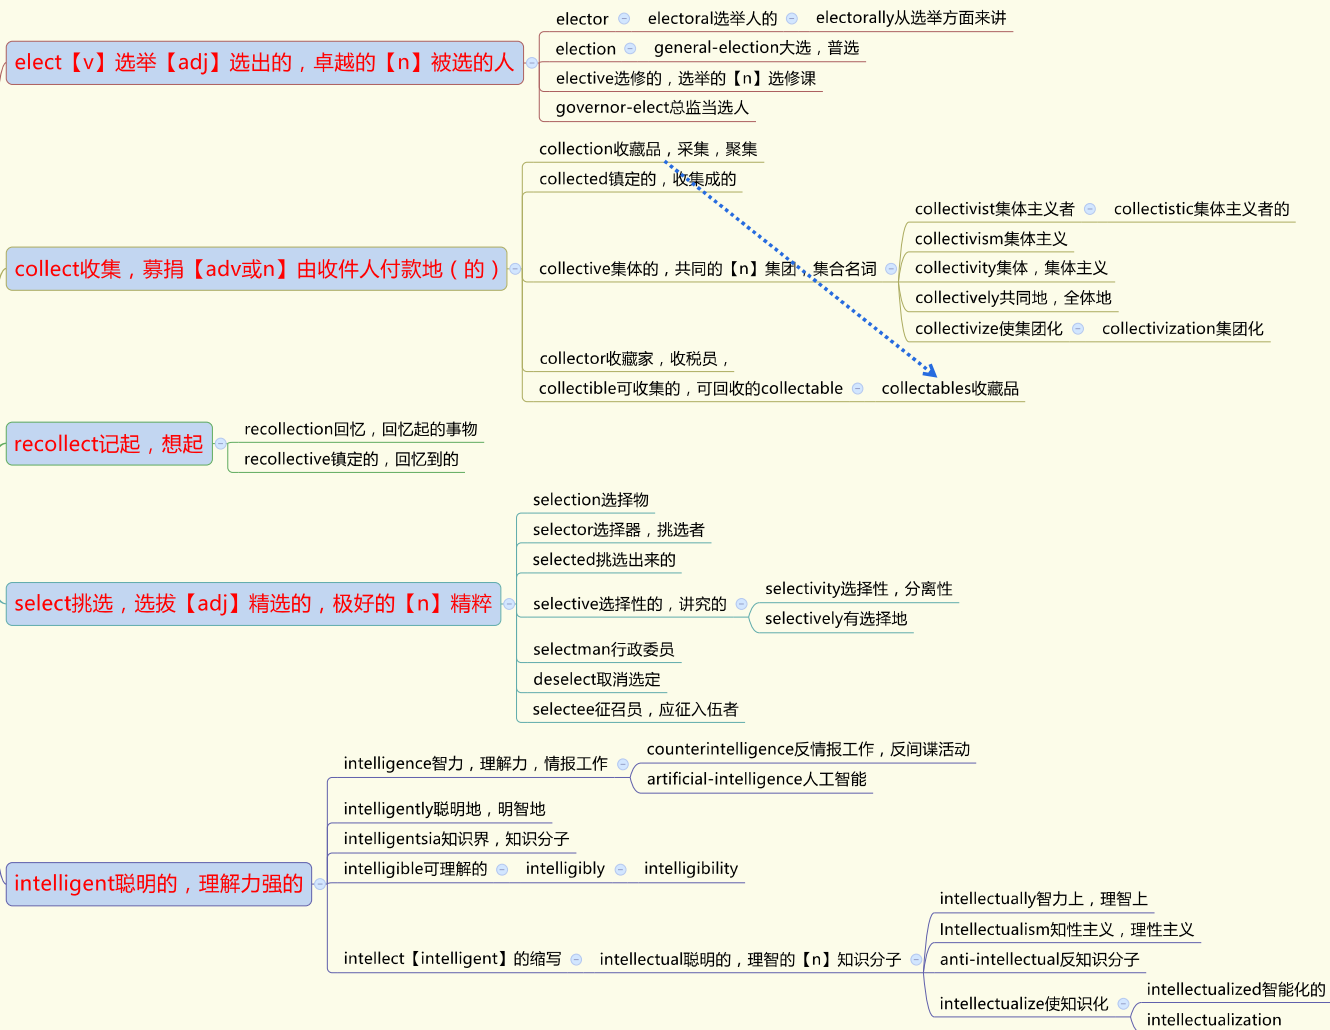 elect【v】选举【adj】选出的，卓越的【n】被选的人
elector
electoral选举人的
electorally从选举方面来讲
election
general-election大选，普选
elective选修的，选举的【n】选修课
governor-elect总监当选人
collect收集，募捐【adv或n】由收件人付款地（的）
collection收藏品，采集，聚集
collected镇定的，收集成的
collective集体的，共同的【n】集团，集合名词
collectivist集体主义者
collectistic集体主义者的
collectivism集体主义
collectivity集体，集体主义
collectively共同地，全体地
collectivize使集团化
collectivization集团化
collector收藏家，收税员，
collectible可收集的，可回收的collectable
collectables收藏品
recollect记起，想起
recollection回忆，回忆起的事物
recollective镇定的，回忆到的
select挑选，选拔【adj】精选的，极好的【n】精粹
selection选择物
selector选择器，挑选者
selected挑选出来的
selective选择性的，讲究的
selectivity选择性，分离性
selectively有选择地
selectman行政委员
deselect取消选定
selectee征召员，应征入伍者
intelligent聪明的，理解力强的
intelligence智力，理解力，情报工作
counterintelligence反情报工作，反间谍活动
artificial-intelligence人工智能
intelligently聪明地，明智地
intelligentsia知识界，知识分子
intelligible可理解的
intelligibly
intelligibility
intellect【intelligent】的缩写
intellectual聪明的，理智的【n】知识分子
intellectually智力上，理智上
Intellectualism知性主义，理性主义
anti-intellectual反知识分子
intellectualize使知识化
intellectualized智能化的
intellectualization